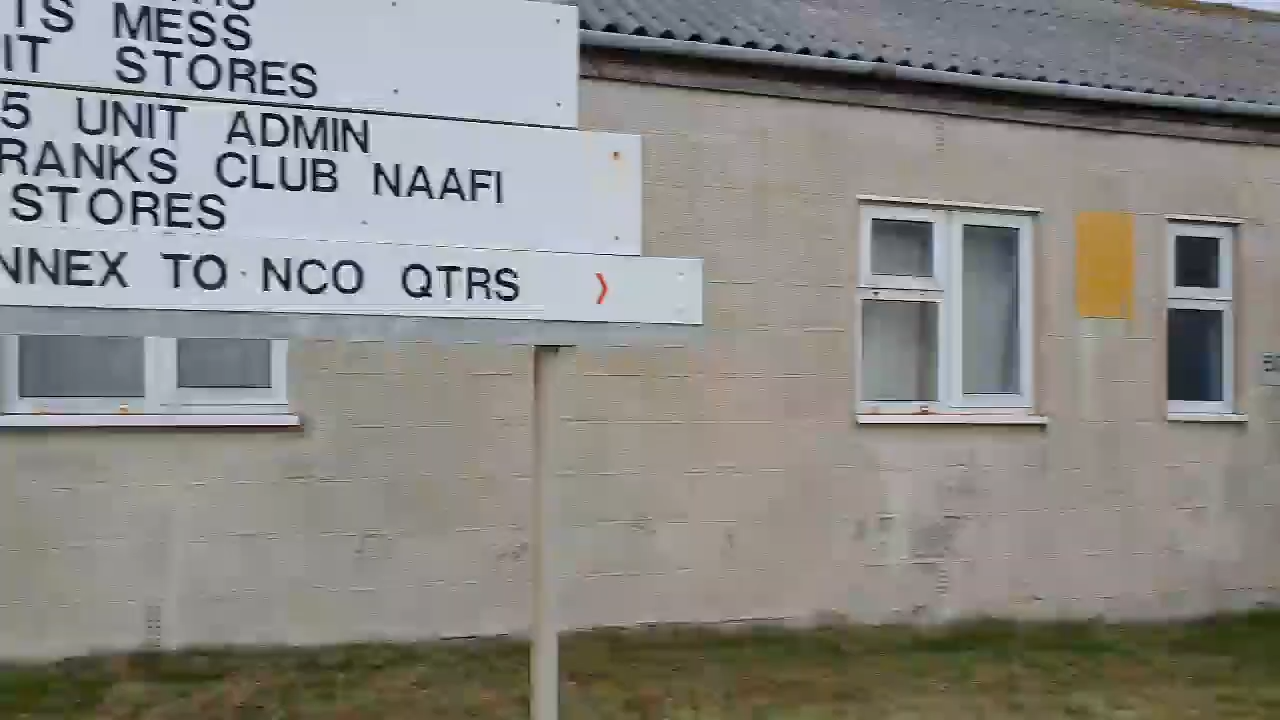 TS MESS
IT STORES
5 UNIT ADMIN
RANKS CLUB NAAFI
STORES
NNEX TO NCO QTRS